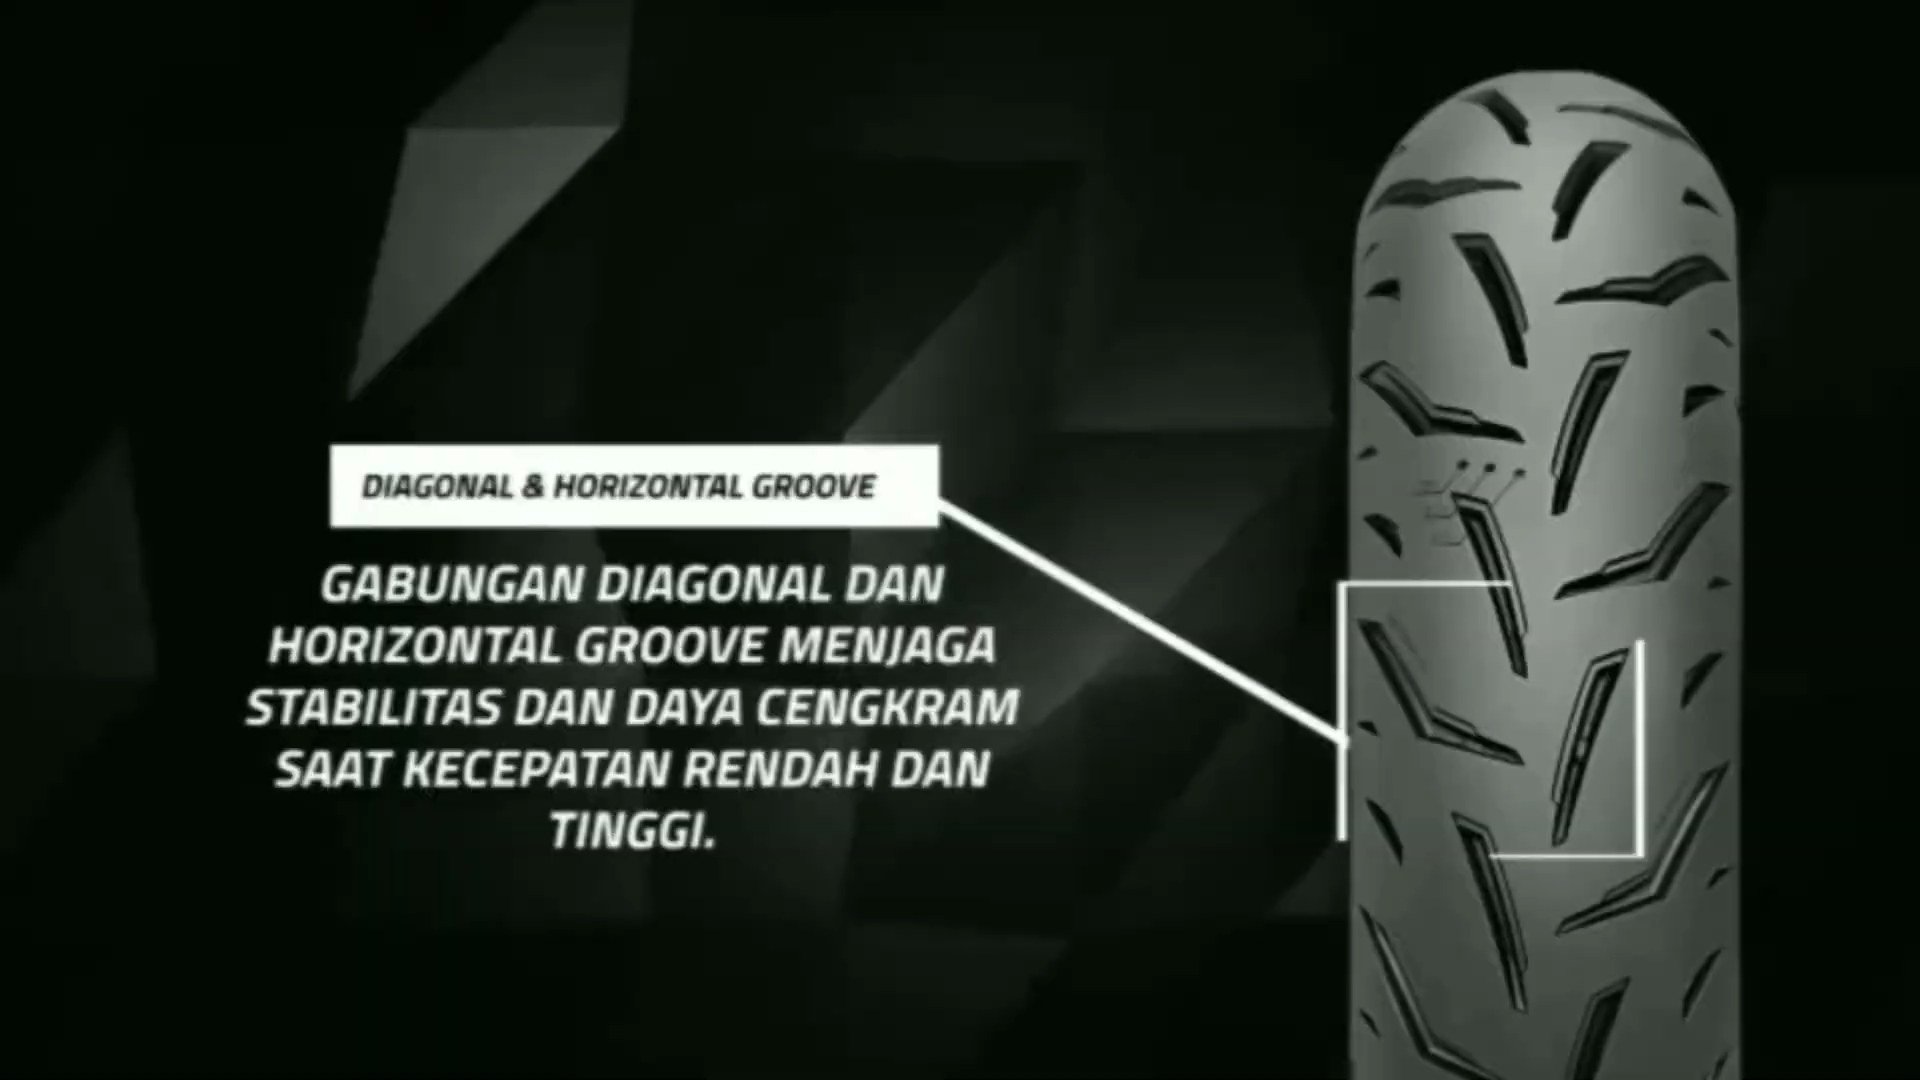 DIAGONAL & HORIZONTAL GROOVE
GABUNGAN DIAGONAL DAN
HORIZONTAL GROOVE MENJAGA
STABILITAS DAN DAYA CENGKRAM
SAAT KECEPATAN RENDAH DAN
TINGGI.